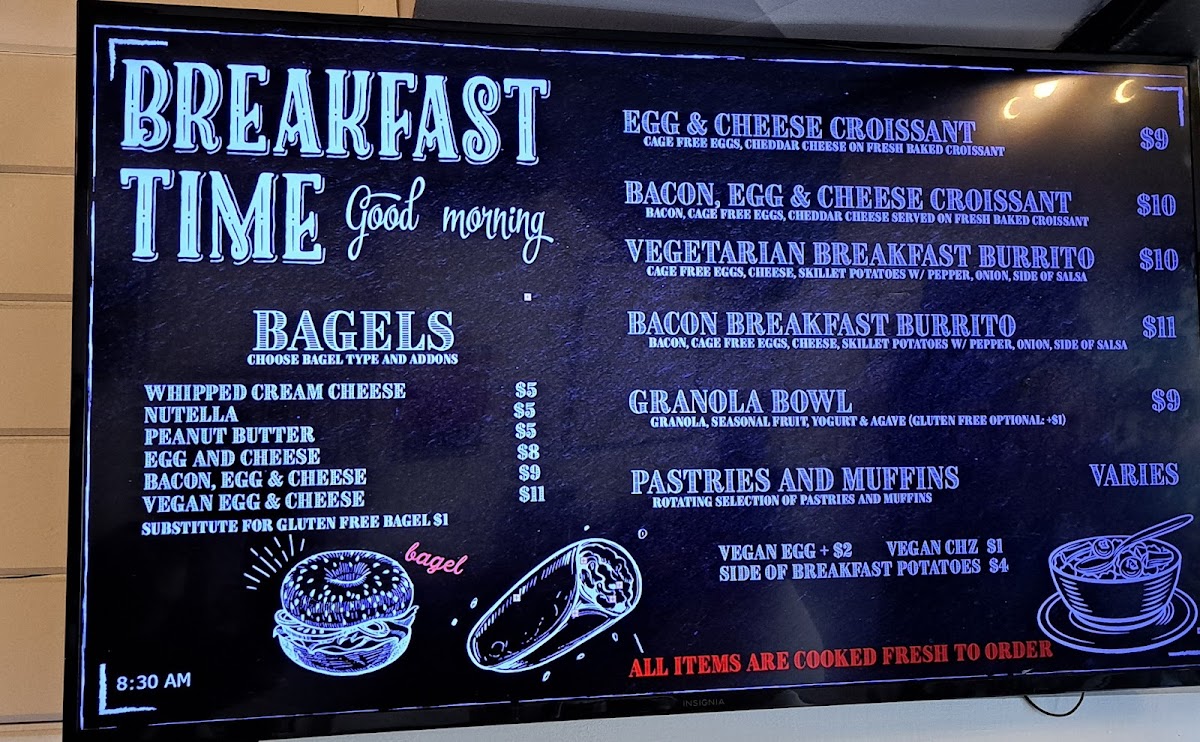 BREAKFAST
TIME Good morning
BAGELS
CHOOSE BAGEL TYPE AND ADDONS
WHIPPED CREAM CHEESE $5
NUTELLA $5
PEANUT BUTTER $5
EGG AND CHEESE $8
BACON, EGG & CHEESE $9
VEGAN EGG & CHEESE $11
SUBSTITUTE FOR GLUTEN FREE BAGEL $1
bagel
8:30 AM
EGG & CHEESE CROISSANT $9
CAGE FREE EGGS, CHEDDAR CHEESE ON FRESH BAKED CROISSANT
BACON, EGG & CHEESE CROISSANT $10
BACON, CAGE FREE EGGS, CHEDDAR CHEESE SERVED ON FRESH BAKED CROISSANT
VEGETARIAN BREAKFAST BURRITO $10
CAGE FREE EGGS, CHEESE, SKILLET POTATOES W/ PEPPER, ONION, SIDE OF SALSA
BACON BREAKFAST BURRITO $11
BACON, CAGE FREE EGGS, CHEESE, SKILLET POTATOES W/ PEPPER, ONION, SIDE OF SALSA
GRANOLA BOWL $9
GRANOLA, SEASONAL FRUIT, YOGURT & AGAVE (GLUTEN FREE OPTIONAL: +$1)
PASTRIES AND MUFFINS VARIES
ROTATING SELECTION OF PASTRIES AND MUFFINS
VEGAN EGG + $2 VEGAN CHZ $1
SIDE OF BREAKFAST POTATOES $4
ALL ITEMS ARE COOKED FRESH TO ORDER
INSIGNIA